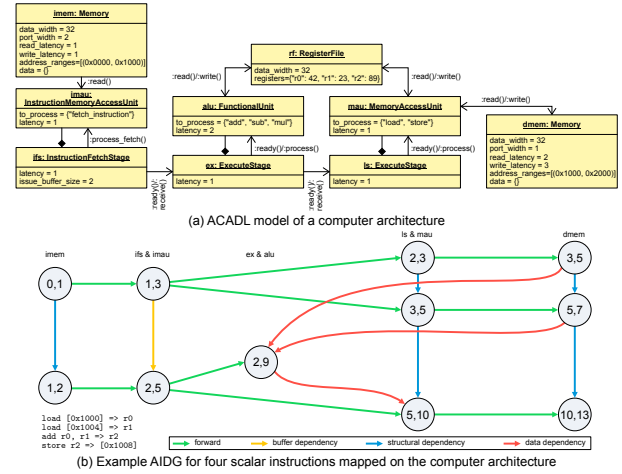 imem: Memory
data_width = 32
port_width = 2
read_latency = 1
write_latency = 1
address_ranges=[(0x0000, 0x1000)]
data = {}
:read()
imau:
InstructionMemoryAccessUnit
to_process = {"fetch_instruction"}
latency = 1
:process_fetch()
ifs: InstructionFetchStage
latency = 1
issue_buffer_size = 2
:ready()/:
receive()
rf: RegisterFile
data_width = 32
registers={"r0": 42, "r1": 23, "r2": 89}
:read()/:write()
:read()/:write()
alu: FunctionalUnit
to_process = {"add", "sub", "mul"}
latency = 2
:ready()/:process()
ex: ExecuteStage
latency = 1
:ready()/:
receive()
mau: MemoryAccessUnit
to_process = {"load", "store"}
latency = 1
:ready()/:process()
ls: ExecuteStage
latency = 1
:read()/:write()
dmem: Memory
data_width = 32
port_width = 1
read_latency = 2
write_latency = 3
address_ranges=[(0x1000, 0x2000)]
data = {}
(a) ACADL model of a computer architecture
imem
ifs & imau
ex & alu
ls & mau
dmem
0,1
1,3
2,3
3,5
3,5
5,7
2,9
1,2
2,5
5,10
10,13
load [0x1000] => r0
load [0x1004] => r1
add r0, r1 => r2
store r2 => [0x1008]
forward
buffer dependency
structural dependency
data dependency
(b) Example AIDG for four scalar instructions mapped on the computer architecture